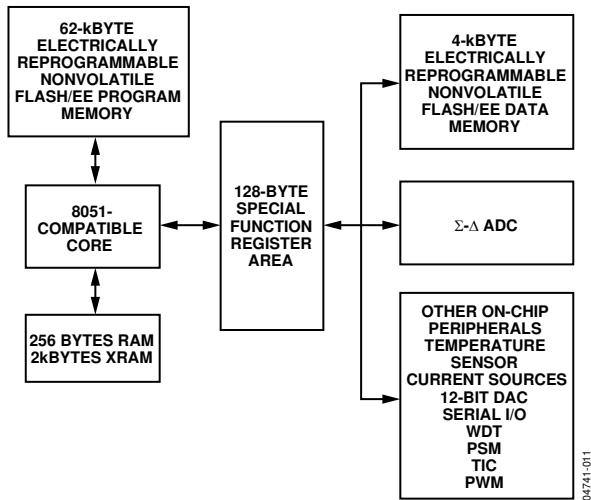 62-kBYTE
ELECTRICALLY
REPROGRAMMABLE
NONVOLATILE
FLASH/EE PROGRAM
MEMORY
8051-
COMPATIBLE
CORE
256 BYTES RAM
2kBYTES XRAM
128-BYTE
SPECIAL
FUNCTION
REGISTER
AREA
4-kBYTE
ELECTRICALLY
REPROGRAMMABLE
NONVOLATILE
FLASH/EE DATA
MEMORY
Σ-Δ ADC
OTHER ON-CHIP
PERIPHERALS
TEMPERATURE
SENSOR
CURRENT SOURCES
12-BIT DAC
SERIAL I/O
WDT
PSM
TIC
PWM
04741-011